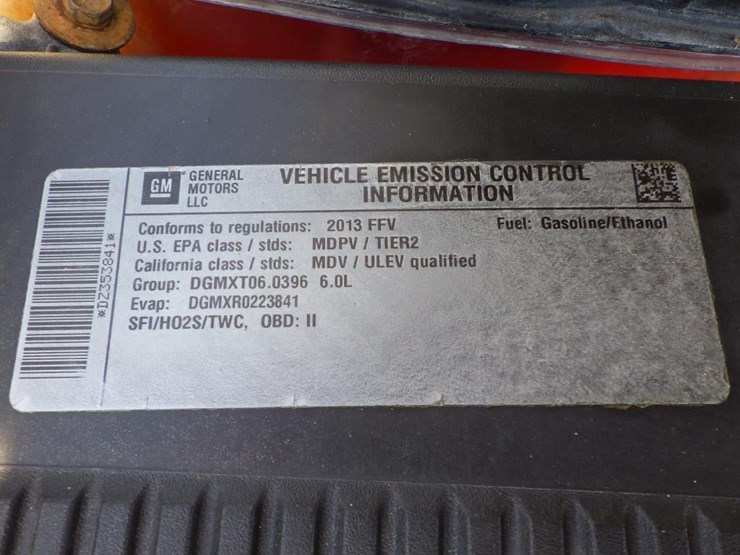 GM
GENERAL
MOTORS
LLC
VEHICLE EMISSION CONTROL
INFORMATION
*DZ353841*
Conforms to regulations: 2013 FFV
Fuel: Gasoline/Ethanol
U.S. EPA class / stds: MDPV / TIER2
California class / stds: MDV / ULEV qualified
Group: DGMXT06.0396 6.0L
Evap: DGMXR0223841
SFI/HO2S/TWC, OBD: II